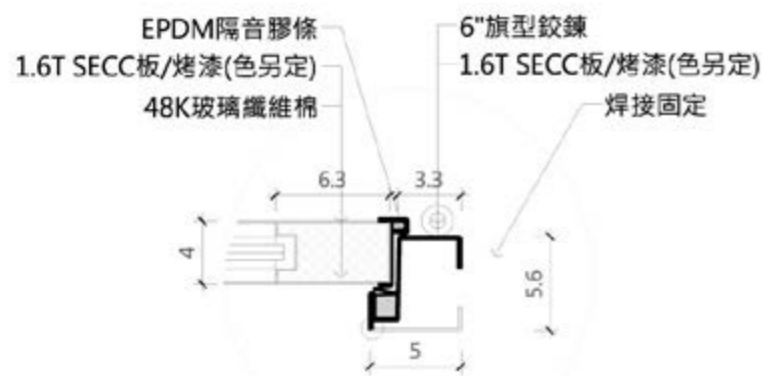 EPDM隔音膠條
1.6T SECC板/烤漆(色另定)
48K玻璃纖維棉
6"旗型鉸鍊
1.6T SECC板/烤漆(色另定)
焊接固定
6.3
3.3
4
5.6
5